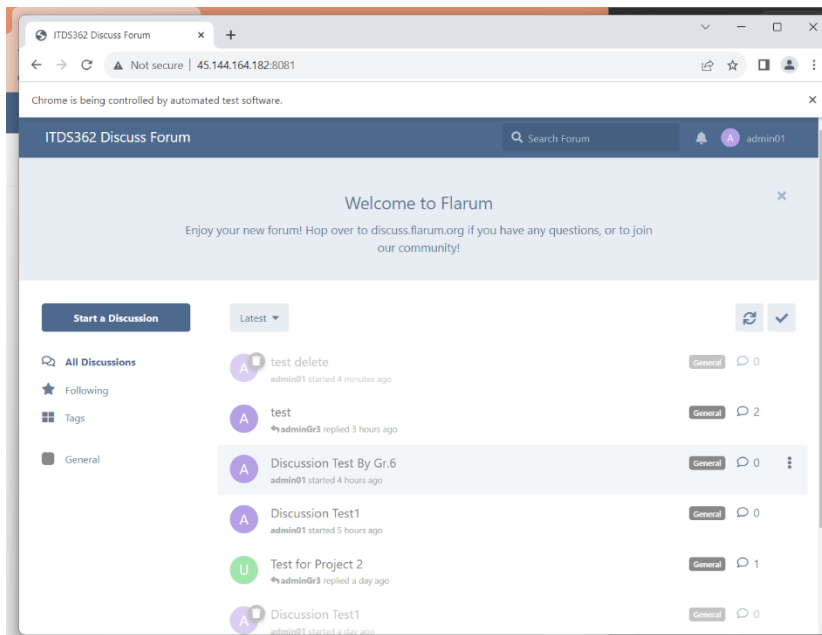 ITDS362 Discuss Forum
Not secure | 45.144.164.182:8081
Chrome is being controlled by automated test software.
ITDS362 Discuss Forum
Search Forum
A admin01
Welcome to Flarum
Enjoy your new forum! Hop over to discuss.flarum.org if you have any questions, or to join
our community!
Start a Discussion
Latest
All Discussions
Following
Tags
General
A test delete General 0
admin01 started 4 minutes ago
A test General 2
adminGr3 replied 3 hours ago
A Discussion Test By Gr.6 General 0
admin01 started 4 hours ago
A Discussion Test1 General 0
admin01 started 5 hours ago
U Test for Project 2 General 1
adminGr3 replied a day ago
A Discussion Test1 General 0
admin01 started a day ago